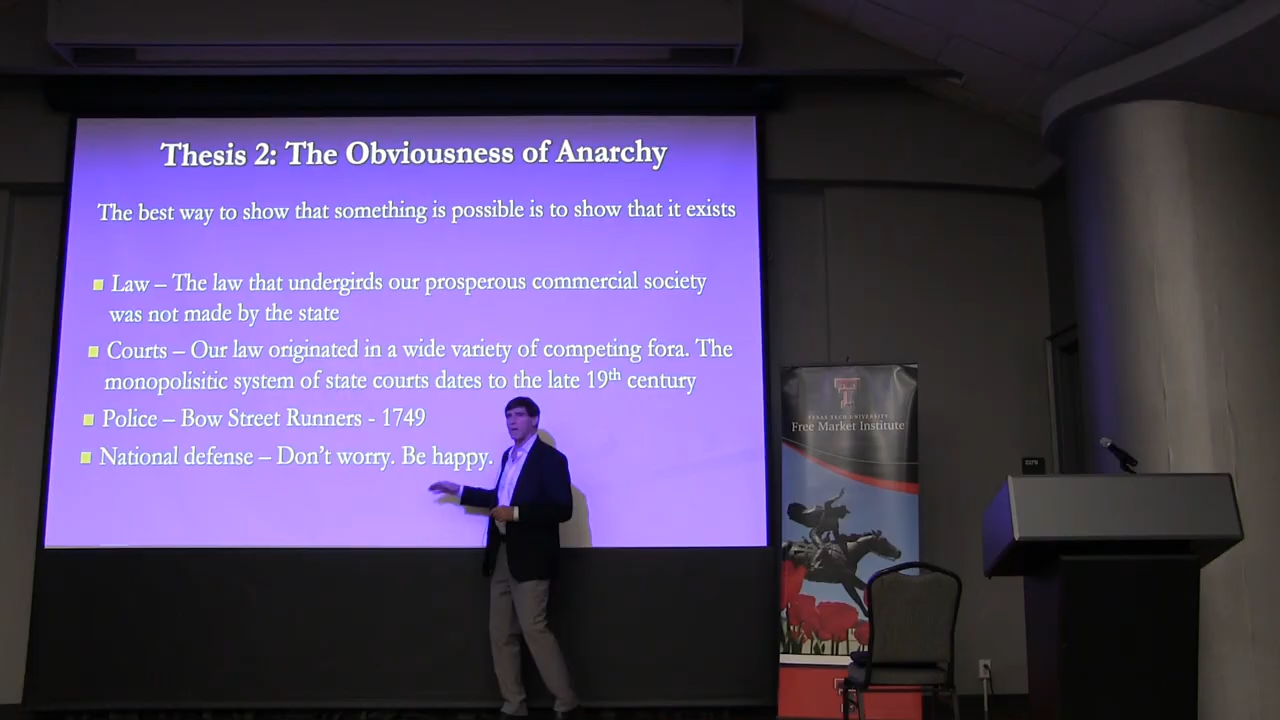 Thesis 2: The Obviousness of Anarchy
The best way to show that something is possible is to show that it exists
Law – The law that undergirds our prosperous commercial society
was not made by the state
Courts – Our law originated in a wide variety of competing fora. The
monopolisitic system of state courts dates to the late 19th century
Police – Bow Street Runners - 1749
National defense – Don't worry. Be happy.
TEXAS TECH UNIVERSITY
Free Market Institute